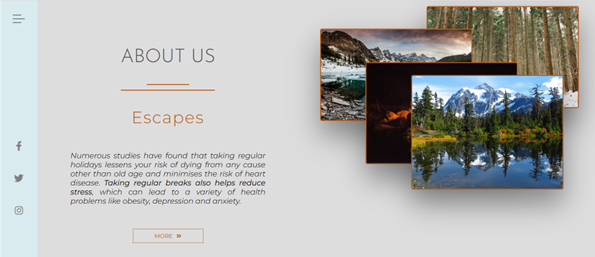 ABOUT US
Escapes
Numerous studies have found that taking regular
holidays lessens your risk of dying from any cause
other than old age and minimises the risk of heart
disease. Taking regular breaks also helps reduce
stress, which can lead to a variety of health
problems like obesity, depression and anxiety.
MORE »